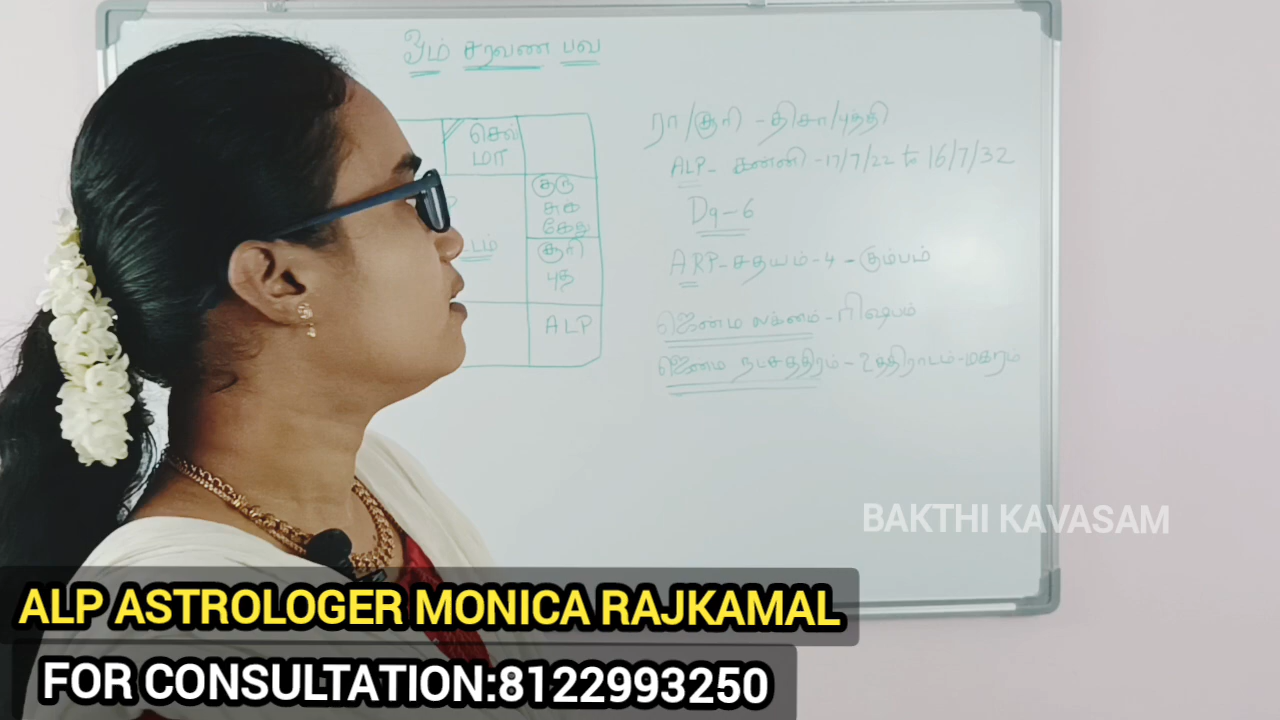 ஓம் சரவண பவ
செவ்
மா
குரு
சுக
கேது
சூரி
புத
ALP
டம்
ரா/சூரி - திசா/புத்தி
ALP - கன்னி - 17/7/22 to 16/7/32
D9-6
ARP - சதயம் - 4 - கும்பம்
ஜென்ம லக்னம் - ரிஷபம்
ஜென்ம நட்சத்திரம் - உத்திராடம் - மகரம்
BAKTHI KAVASAM
ALP ASTROLOGER MONICA RAJKAMAL
FOR CONSULTATION:8122993250